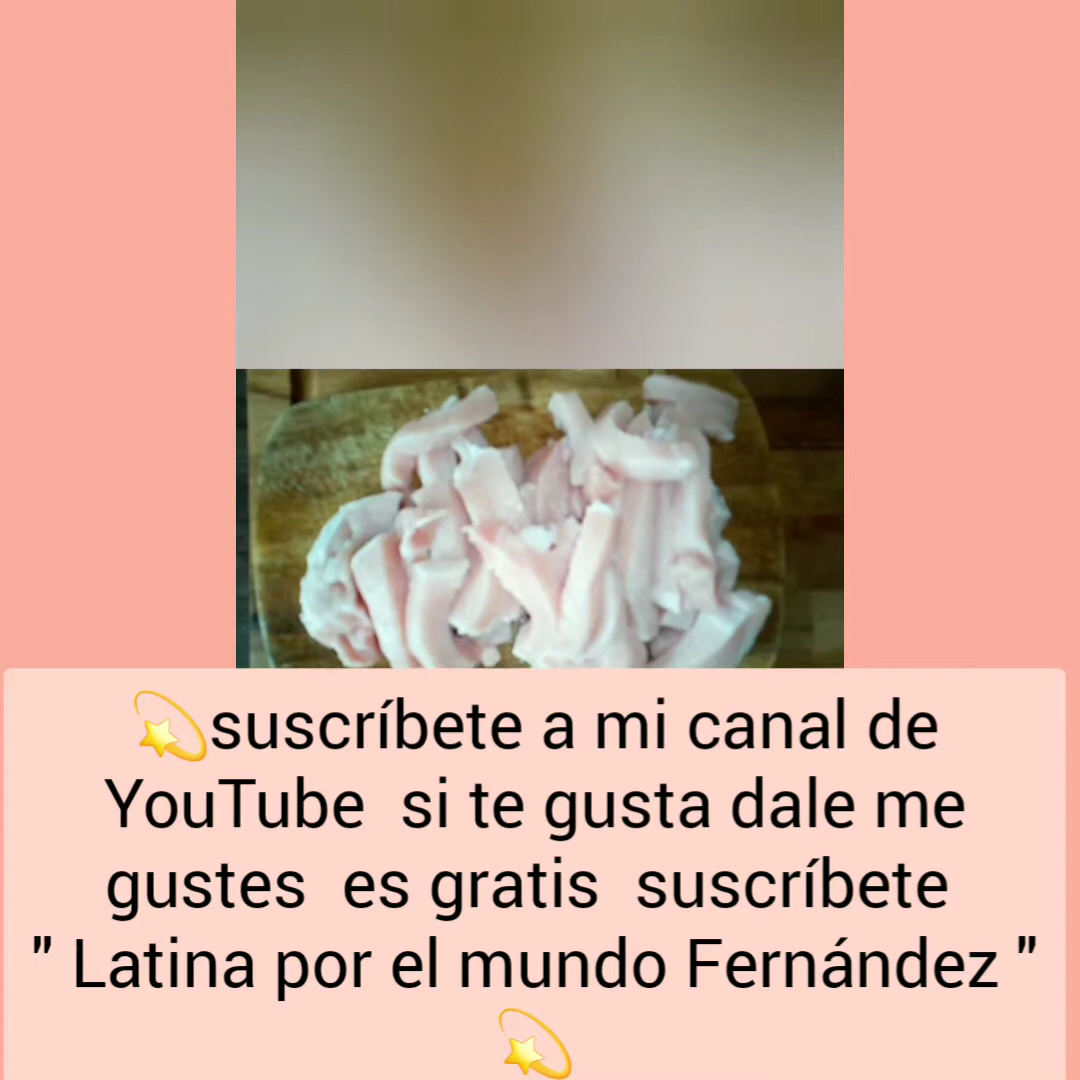 💫suscríbete a mi canal de
YouTube  si te gusta dale me
gustes  es gratis  suscríbete
" Latina por el mundo Fernández "
💫